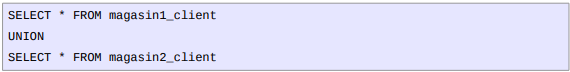 SELECT * FROM magasin1_client
UNION
SELECT * FROM magasin2_client